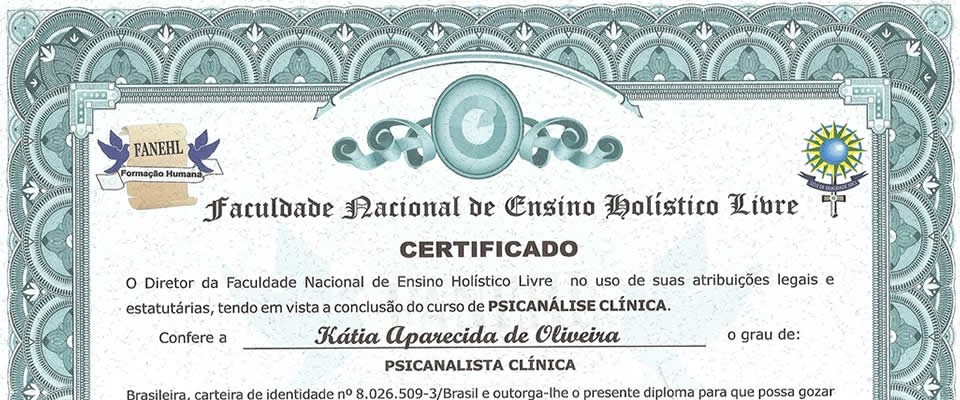 FANEHL
Formação Humana
Faculdade Nacional de Ensino Holístico Livre
CERTIFICADO
O Diretor da Faculdade Nacional de Ensino Holístico Livre no uso de suas atribuições legais e
estatutárias, tendo em vista a conclusão do curso de PSICANÁLISE CLÍNICA.
Confere a Kátia Aparecida de Oliveira o grau de:
PSICANALISTA CLÍNICA
Brasileira, carteira de identidade nº 8.026.509-3/Brasil e outorga-lhe o presente diploma para que possa gozar